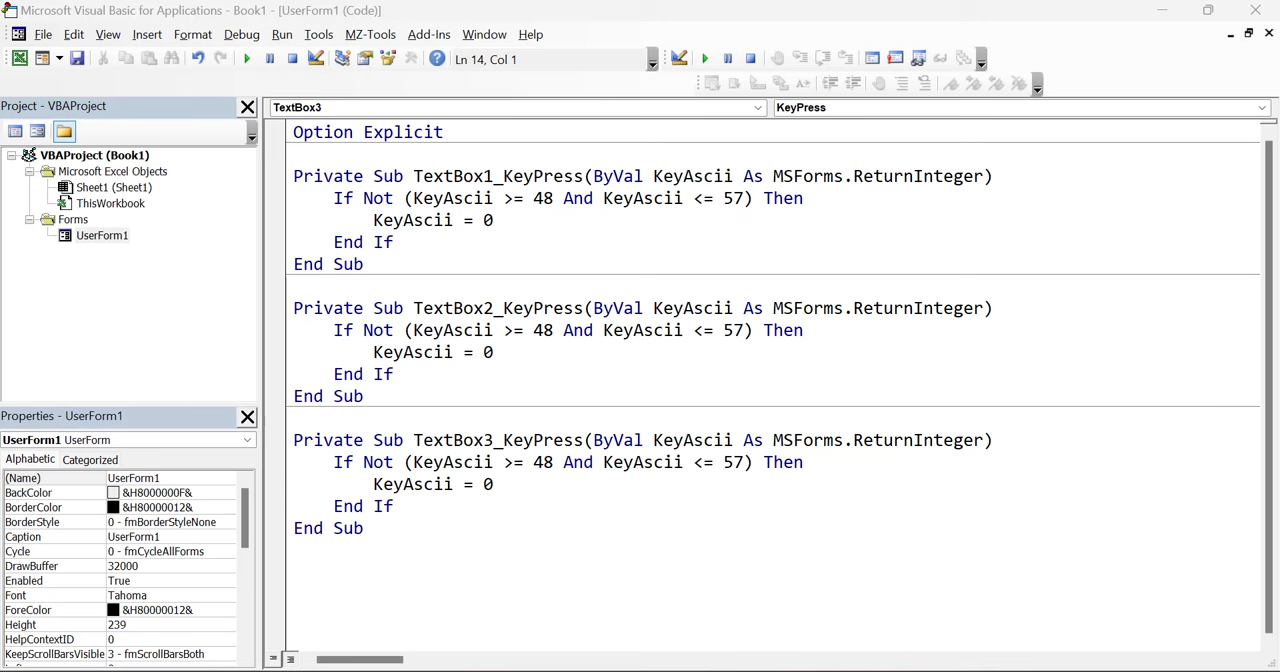 Microsoft Visual Basic for Applications - Book1 - [UserForm1 (Code)]
File Edit View Insert Format Debug Run Tools MZ-Tools Add-Ins Window Help
Ln 14, Col 1
Project - VBAProject
TextBox3
KeyPress
VBAProject (Book1)
Microsoft Excel Objects
Sheet1 (Sheet1)
ThisWorkbook
Forms
UserForm1
Option Explicit
Private Sub TextBox1_KeyPress(ByVal KeyAscii As MSForms.ReturnInteger)
If Not (KeyAscii >= 48 And KeyAscii <= 57) Then
KeyAscii = 0
End If
End Sub
Private Sub TextBox2_KeyPress(ByVal KeyAscii As MSForms.ReturnInteger)
If Not (KeyAscii >= 48 And KeyAscii <= 57) Then
KeyAscii = 0
End If
End Sub
Private Sub TextBox3_KeyPress(ByVal KeyAscii As MSForms.ReturnInteger)
If Not (KeyAscii >= 48 And KeyAscii <= 57) Then
KeyAscii = 0
End If
End Sub
Properties - UserForm1
UserForm1 UserForm
Alphabetic Categorized
(Name) UserForm1
BackColor &H8000000F&
BorderColor &H80000012&
BorderStyle 0 - fmBorderStyleNone
Caption UserForm1
Cycle 0 - fmCycleAllForms
DrawBuffer 32000
Enabled True
Font Tahoma
ForeColor &H80000012&
Height 239
HelpContextID 0
KeepScrollBarsVisible 3 - fmScrollBarsBoth